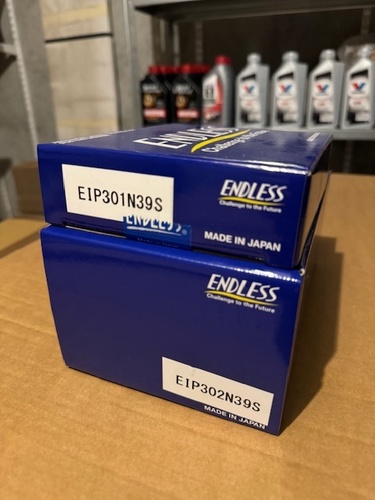 ENDLESS
EIP301N39S
ENDLESS
Challenge to the Future
ENDLESS
MADE IN JAPAN
ENDLESS
Challenge to the Future
EIP302N39S
MADE IN JAPAN